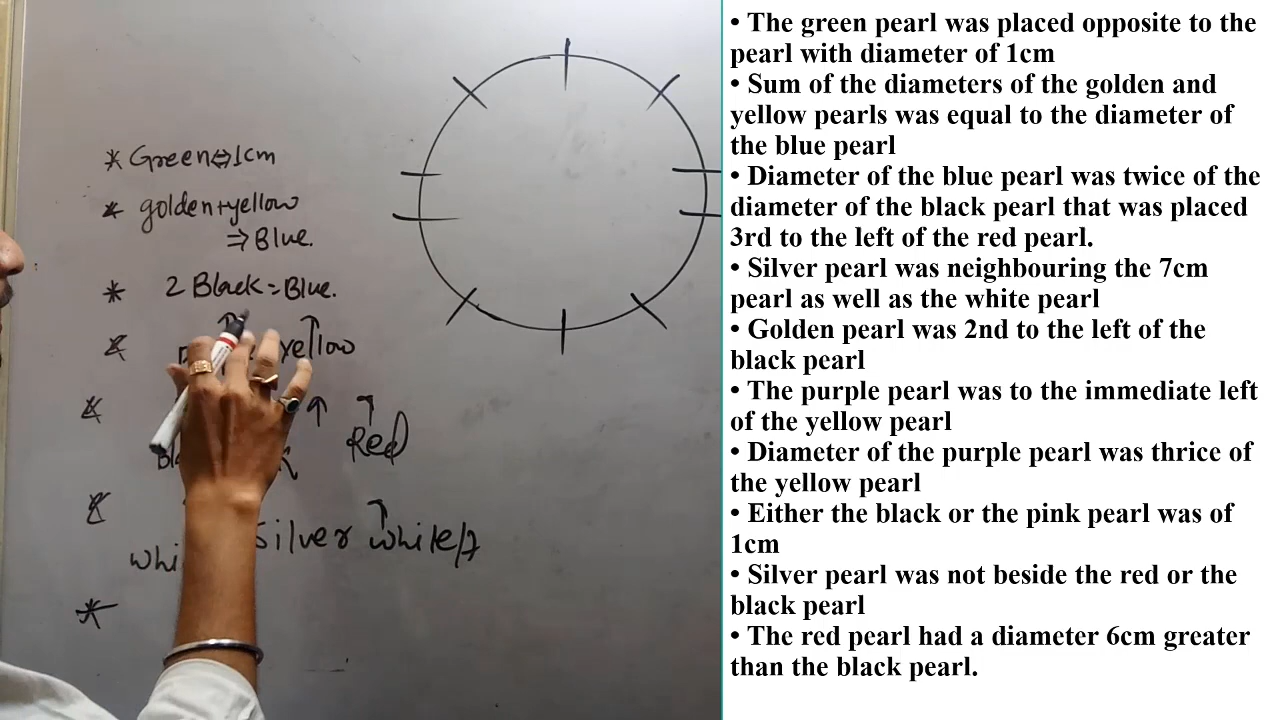 * Green⇔1cm
* golden+yellow
⇒ Blue.
* 2 Black = Blue.
yellow
Red
Silver white/7
*
• The green pearl was placed opposite to the
pearl with diameter of 1cm
• Sum of the diameters of the golden and
yellow pearls was equal to the diameter of
the blue pearl
• Diameter of the blue pearl was twice of the
diameter of the black pearl that was placed
3rd to the left of the red pearl.
• Silver pearl was neighbouring the 7cm
pearl as well as the white pearl
• Golden pearl was 2nd to the left of the
black pearl
• The purple pearl was to the immediate left
of the yellow pearl
• Diameter of the purple pearl was thrice of
the yellow pearl
• Either the black or the pink pearl was of
1cm
• Silver pearl was not beside the red or the
black pearl
• The red pearl had a diameter 6cm greater
than the black pearl.